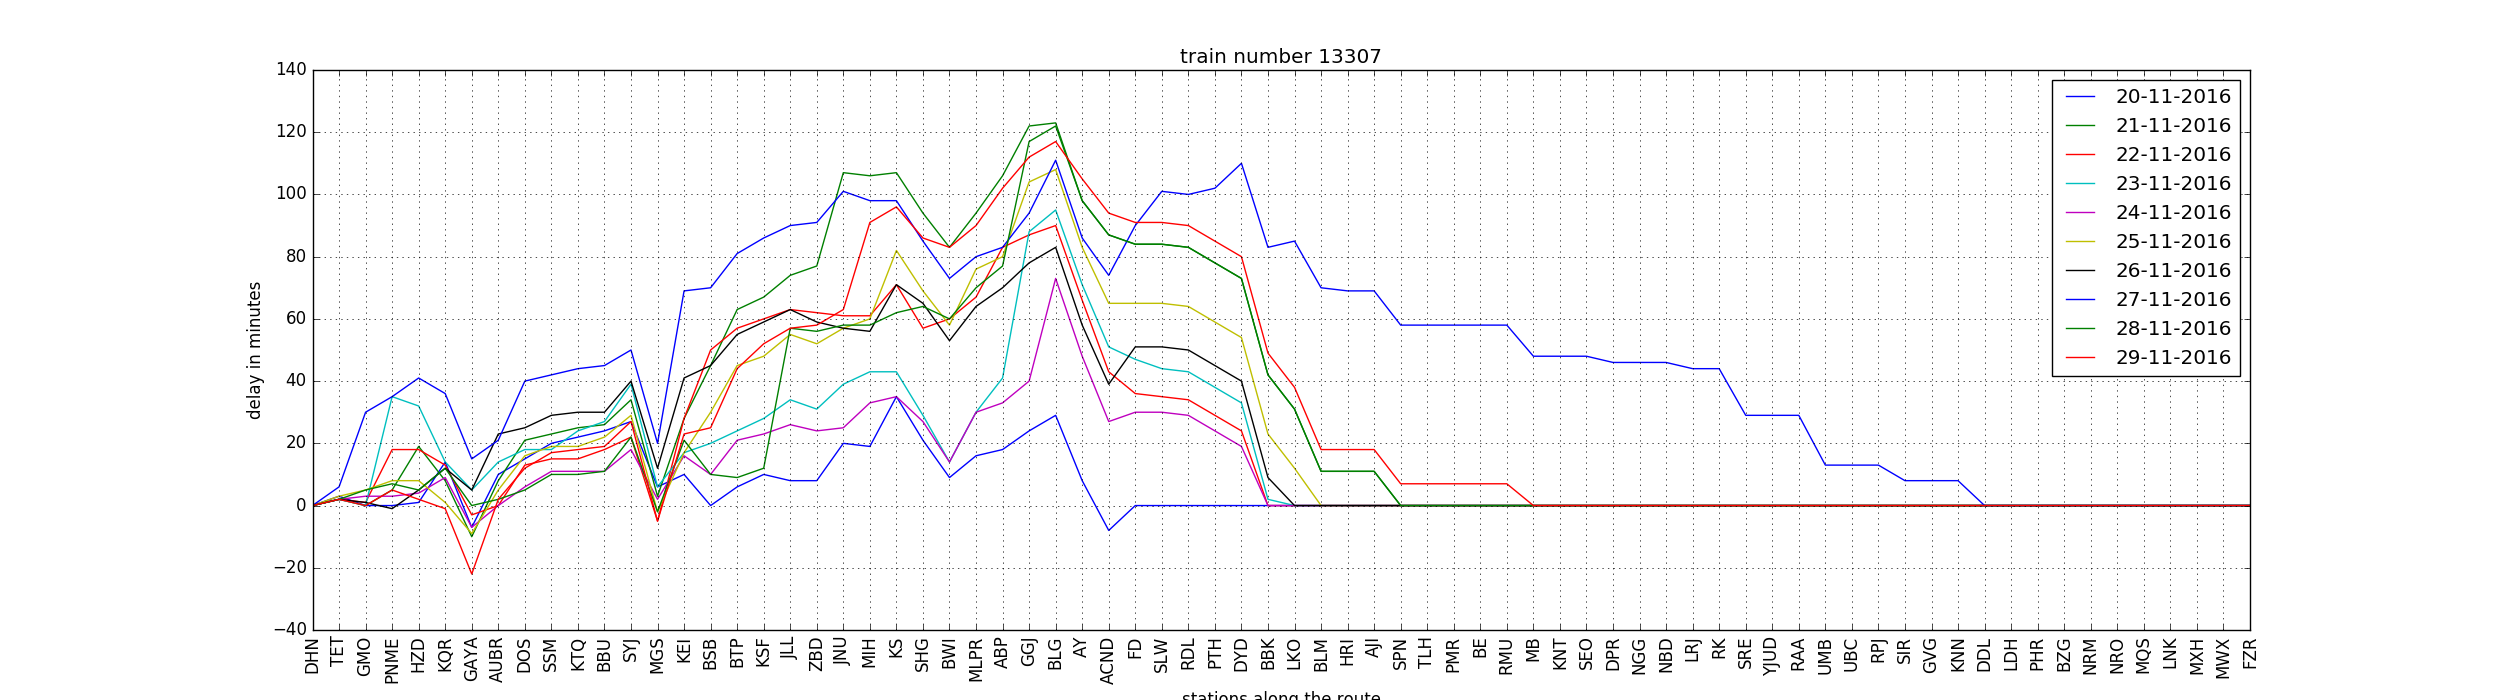 train number 13307
140
120
100
80
60
40
20
0
−20
−40
delay in minutes
20-11-2016
21-11-2016
22-11-2016
23-11-2016
24-11-2016
25-11-2016
26-11-2016
27-11-2016
28-11-2016
29-11-2016
DHN
TET
GMO
PNME
HZD
KQR
GAYA
AUBR
DOS
SSM
KTQ
BBU
SYJ
MGS
KEI
BSB
BTP
KSF
JLL
ZBD
JNU
MIH
KS
SHG
BWI
MLPR
ABP
GGJ
BLG
AY
ACND
FD
SLW
RDL
PTH
DYD
BBK
LKO
BLM
HRI
AJI
SPN
TLH
PMR
BE
RMU
MB
KNT
SEO
DPR
NGG
NBD
LRJ
RK
SRE
YJUD
RAA
UMB
UBC
RPJ
SIR
GVG
KNN
DDL
LDH
PHR
BZG
NRM
NRO
MQS
LNK
MXH
MWX
FZR
stations along the route